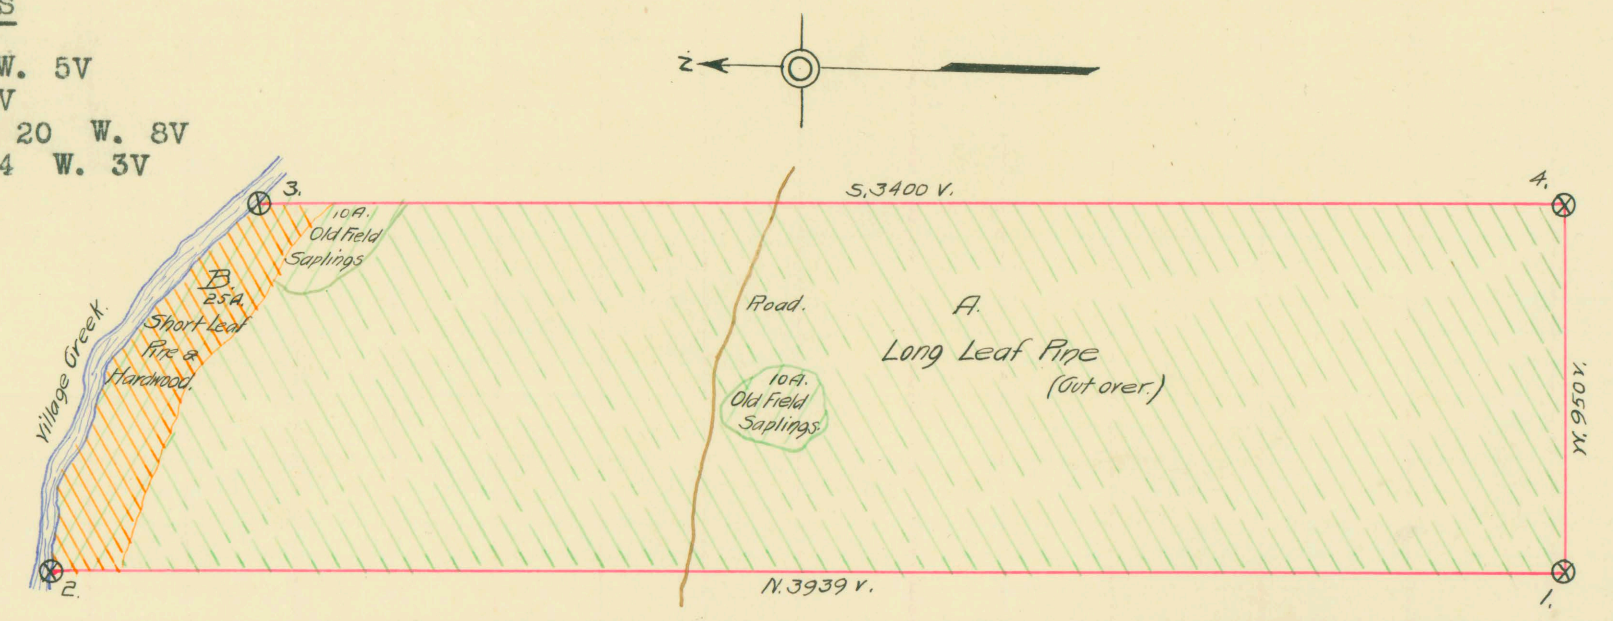 S
W. 5V
V
20 W. 8V
4 W. 3V
N
3.
S. 3400 V.
4.
10A.
Old Field
Saplings
B.
25A.
Short Leaf
Pine &
Hardwood.
Village Creek.
Road.
A.
Long Leaf Pine
(Cut over.)
10A.
Old Field
Saplings.
W. 950 V.
2.
N. 3939 V.
1.